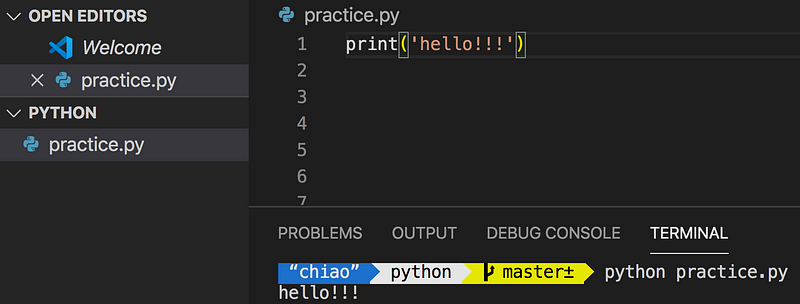 OPEN EDITORS
Welcome
practice.py
PYTHON
practice.py
practice.py
1 print('hello!!!')
2
3
4
5
6
7
PROBLEMS OUTPUT DEBUG CONSOLE TERMINAL
“chiao” python master± python practice.py
hello!!!